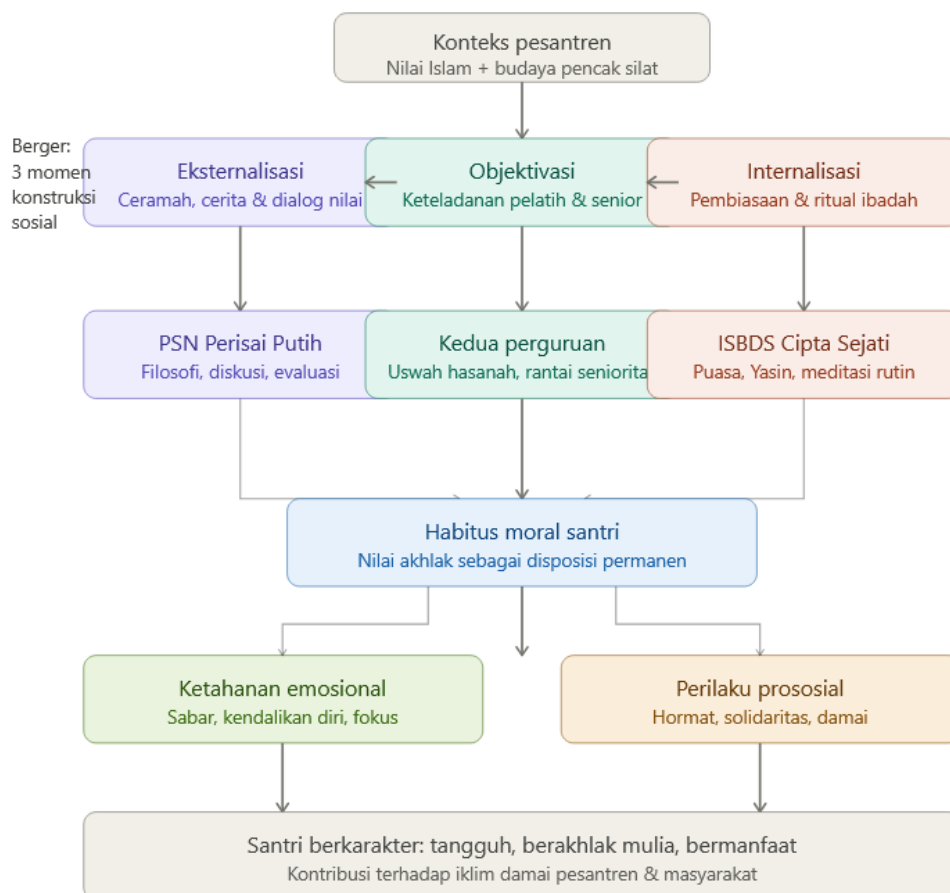 Konteks pesantren
Nilai Islam + budaya pencak silat
Berger:
3 momen
konstruksi
sosial
Eksternalisasi
Ceramah, cerita & dialog nilai
Objektivasi
Keteladanan pelatih & senior
Internalisasi
Pembiasaan & ritual ibadah
PSN Perisai Putih
Filosofi, diskusi, evaluasi
Kedua perguruan
Uswah hasanah, rantai seniorita
ISBDS Cipta Sejati
Puasa, Yasin, meditasi rutin
Habitus moral santri
Nilai akhlak sebagai disposisi permanen
Ketahanan emosional
Sabar, kendalikan diri, fokus
Perilaku prososial
Hormat, solidaritas, damai
Santri berkarakter: tangguh, berakhlak mulia, bermanfaat
Kontribusi terhadap iklim damai pesantren & masyarakat